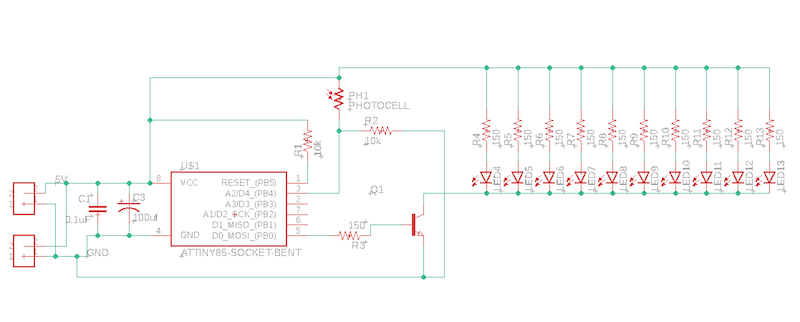 PH1
PHOTOCELL
R2
10k
R1
10k
U$1
Q1
5V
8
VCC
RESET_(PB5)
1
A2/D4_(PB4)
3
A3/D3_(PB3)
2
A1/D2_SCK_(PB2)
7
D1_MISO_(PB1)
6
4
GND
D0_MOSI_(PB0)
5
ATTINY85-SOCKET-BENT
C1
0.1uF
C3
100uf
150
R3
GND
2
1
2
1
R4
150
R5
150
R6
150
R7
150
R8
150
R9
150
R10
150
R11
150
R12
150
R13
150
LED4
LED5
LED6
LED7
LED8
LED9
LED10
LED11
LED12
LED13